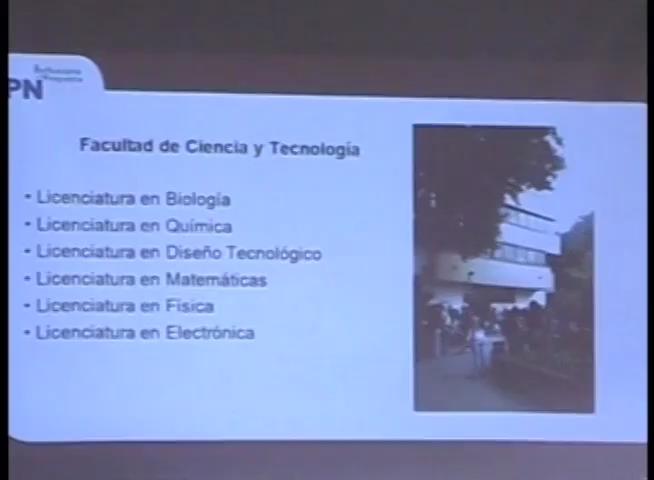 PN
Facultad de Ciencia y Tecnología
• Licenciatura en Biología
• Licenciatura en Química
• Licenciatura en Diseño Tecnológico
• Licenciatura en Matemáticas
• Licenciatura en Física
• Licenciatura en Electrónica